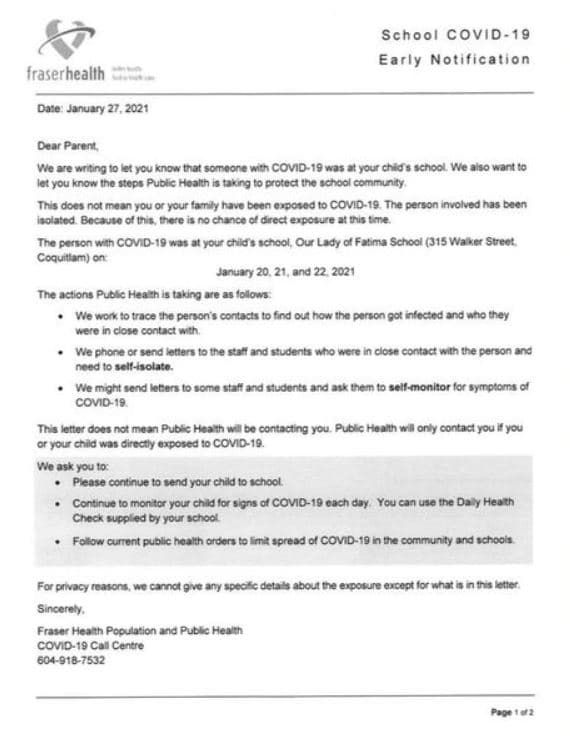 School COVID-19
Early Notification
fraserhealth
Date: January 27, 2021
Dear Parent,
We are writing to let you know that someone with COVID-19 was at your child's school. We also want to
let you know the steps Public Health is taking to protect the school community.
This does not mean you or your family have been exposed to COVID-19. The person involved has been
isolated. Because of this, there is no chance of direct exposure at this time.
The person with COVID-19 was at your child's school, Our Lady of Fatima School (315 Walker Street,
Coquitlam) on:
January 20, 21, and 22, 2021
The actions Public Health is taking are as follows:
• We work to trace the person's contacts to find out how the person got infected and who they
were in close contact with.
• We phone or send letters to the staff and students who were in close contact with the person and
need to self-isolate.
• We might send letters to some staff and students and ask them to self-monitor for symptoms of
COVID-19.
This letter does not mean Public Health will be contacting you. Public Health will only contact you if you
or your child was directly exposed to COVID-19.
We ask you to:
• Please continue to send your child to school.
• Continue to monitor your child for signs of COVID-19 each day. You can use the Daily Health
Check supplied by your school.
• Follow current public health orders to limit spread of COVID-19 in the community and schools.
For privacy reasons, we cannot give any specific details about the exposure except for what is in this letter.
Sincerely,
Fraser Health Population and Public Health
COVID-19 Call Centre
604-918-7532
Page 1 of 2